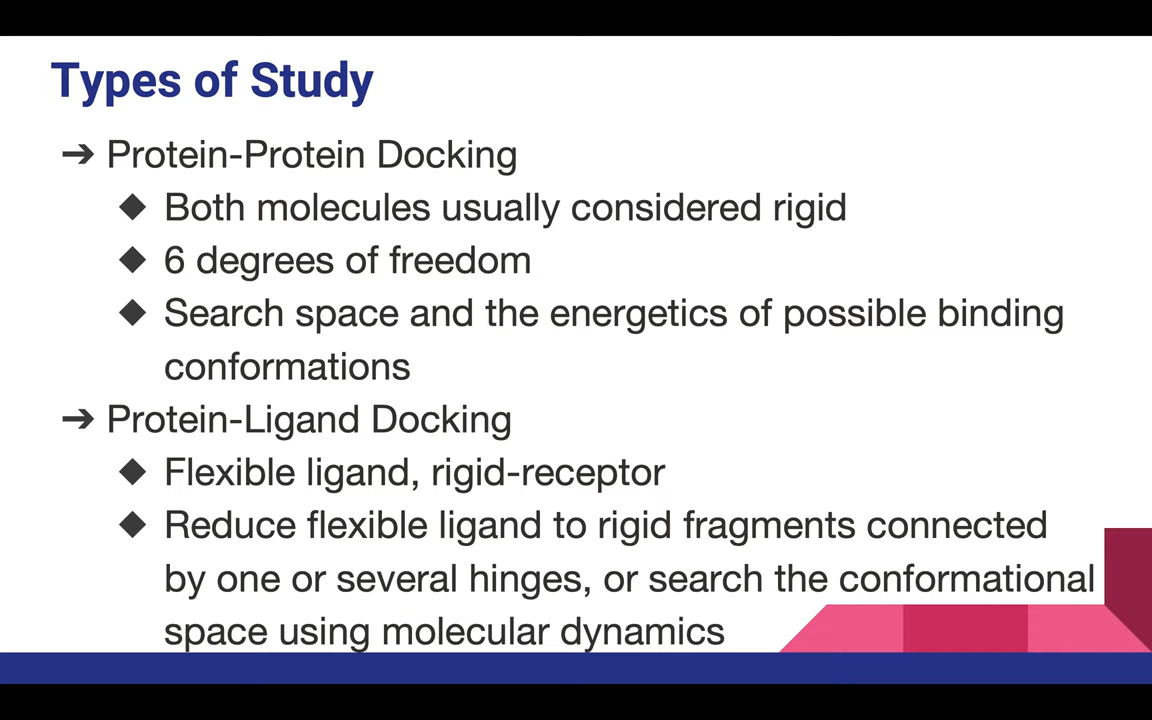 Types of Study
➔ Protein-Protein Docking
◆ Both molecules usually considered rigid
◆ 6 degrees of freedom
◆ Search space and the energetics of possible binding
conformations
➔ Protein-Ligand Docking
◆ Flexible ligand, rigid-receptor
◆ Reduce flexible ligand to rigid fragments connected
by one or several hinges, or search the conformational
space using molecular dynamics